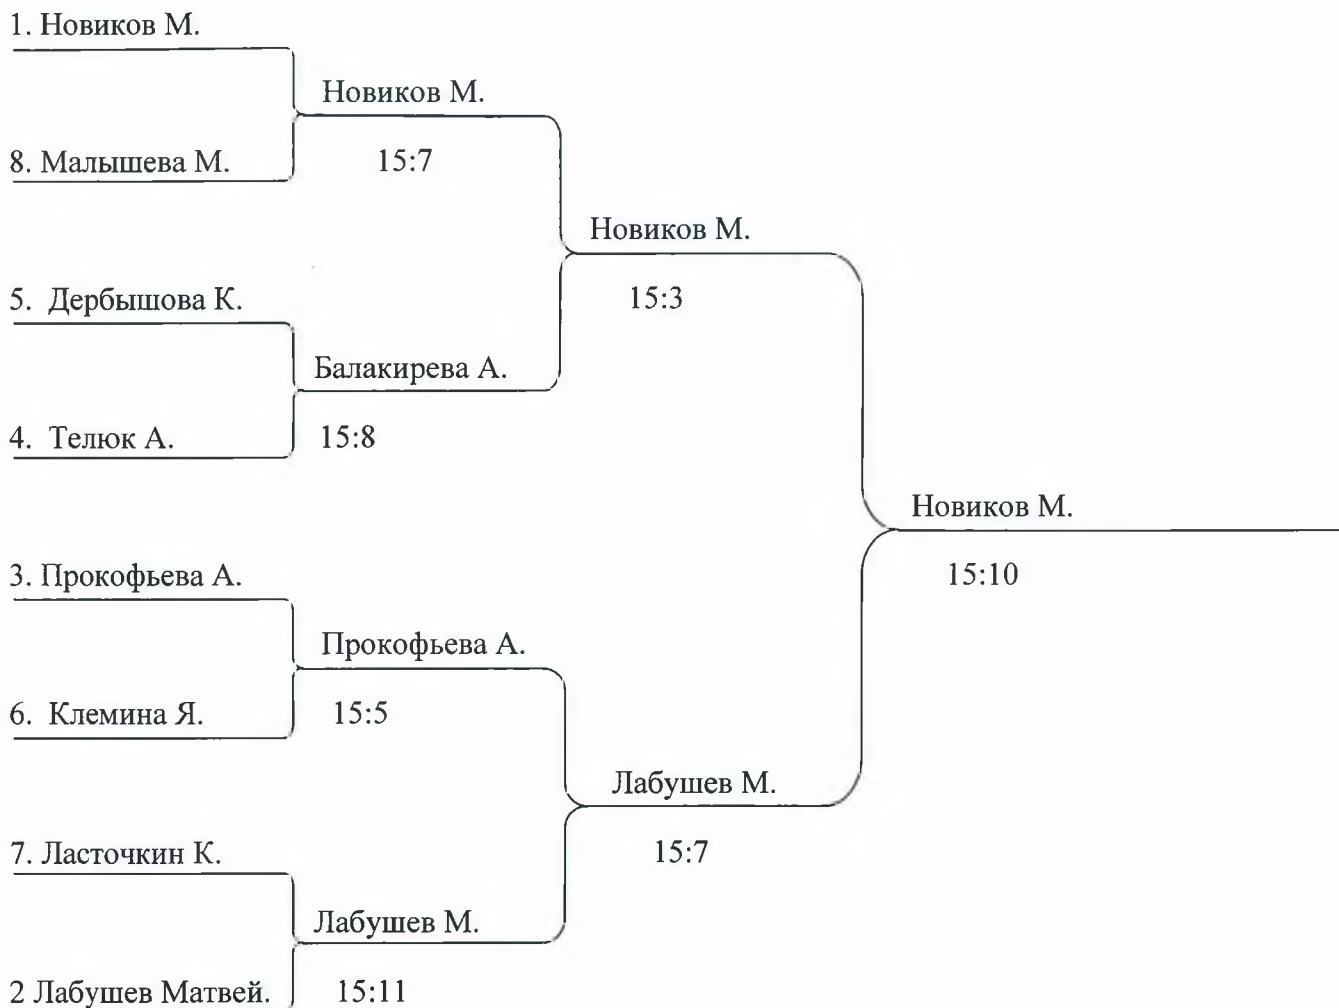 1. Новиков М.
Новиков М.
8. Малышева М.
15:7
Новиков М.
5. Дербышова К.
15:3
Балакирева А.
4. Телюк А.
15:8
Новиков М.
3. Прокофьева А.
15:10
Прокофьева А.
6. Клемина Я.
15:5
Лабушев М.
7. Ласточкин К.
15:7
Лабушев М.
2 Лабушев Матвей.
15:11